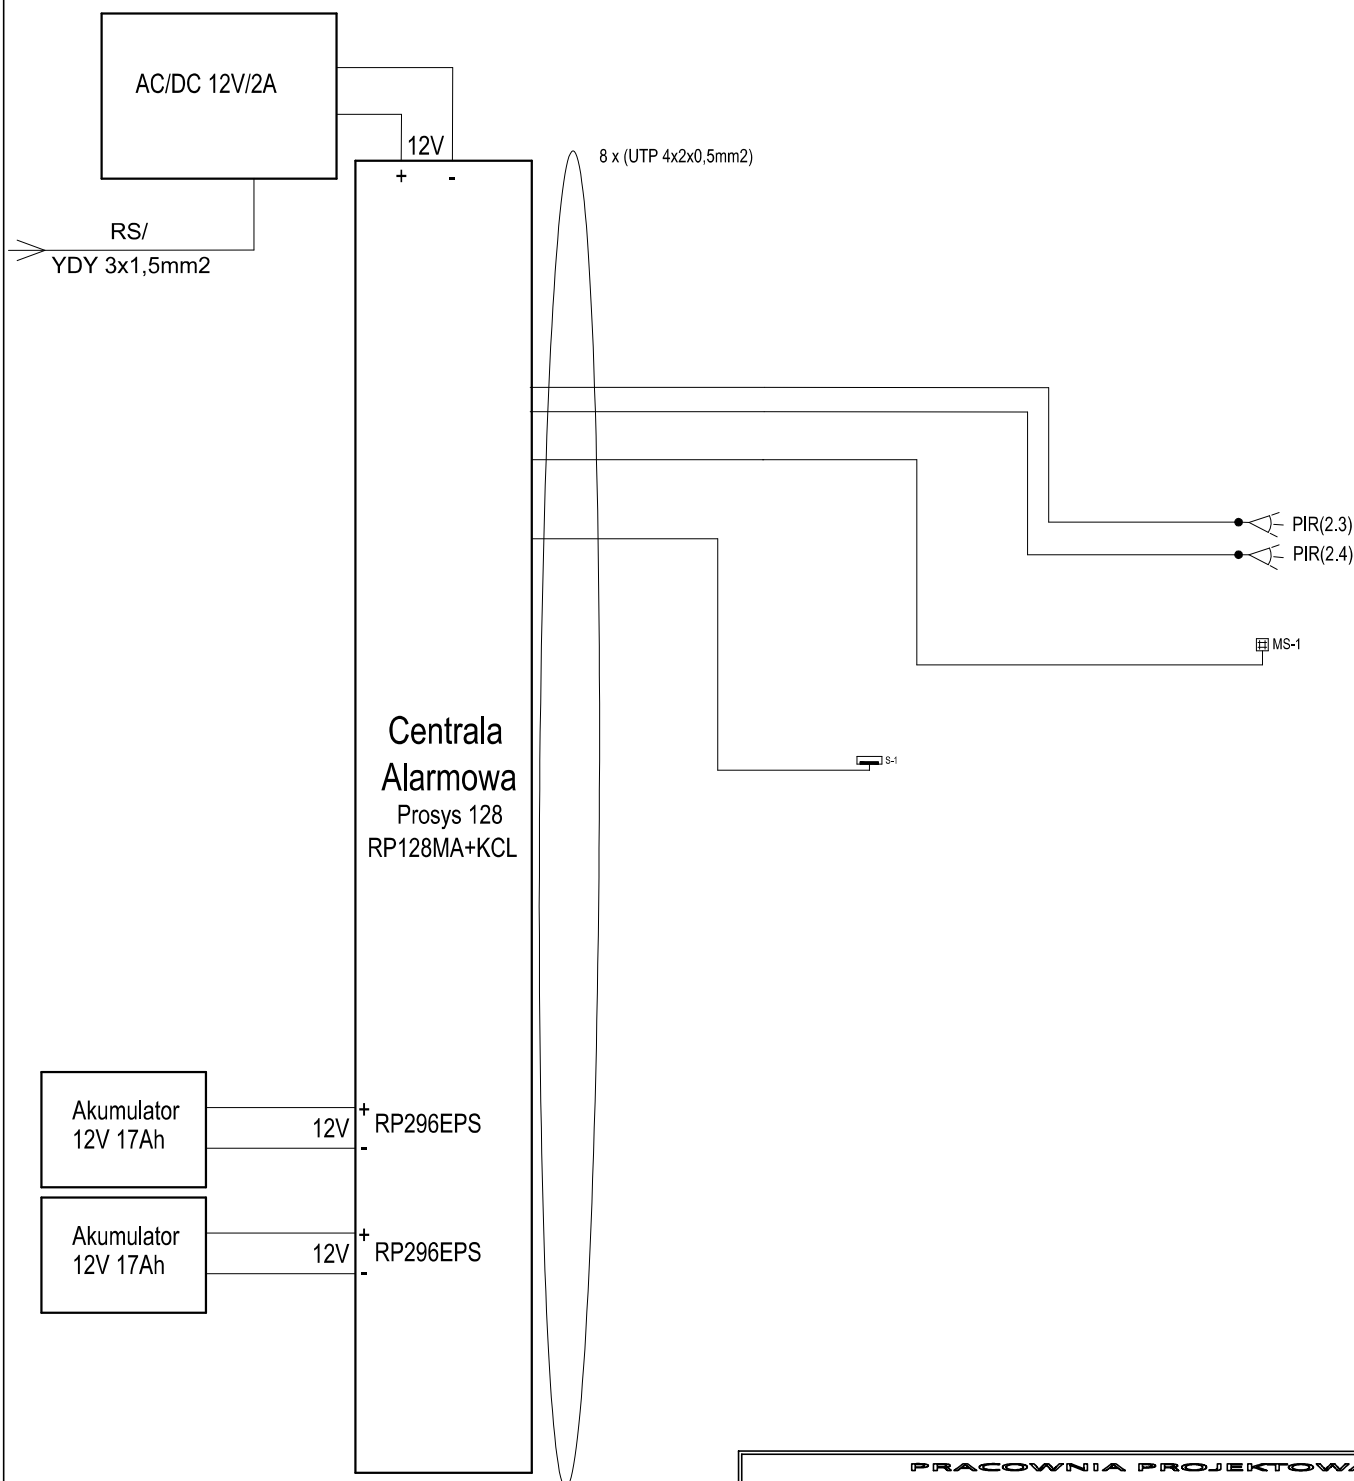 AC/DC 12V/2A
12V
+ -
8 x (UTP 4x2x0,5mm2)
RS/
YDY 3x1,5mm2
PIR(2.3)
PIR(2.4)
MS-1
S-1
Centrala
Alarmowa
Prosys 128
RP128MA+KCL
Akumulator
12V 17Ah
12V
+
-
RP296EPS
Akumulator
12V 17Ah
12V
+
-
RP296EPS
PRACOWNIA PROJEKTOWA